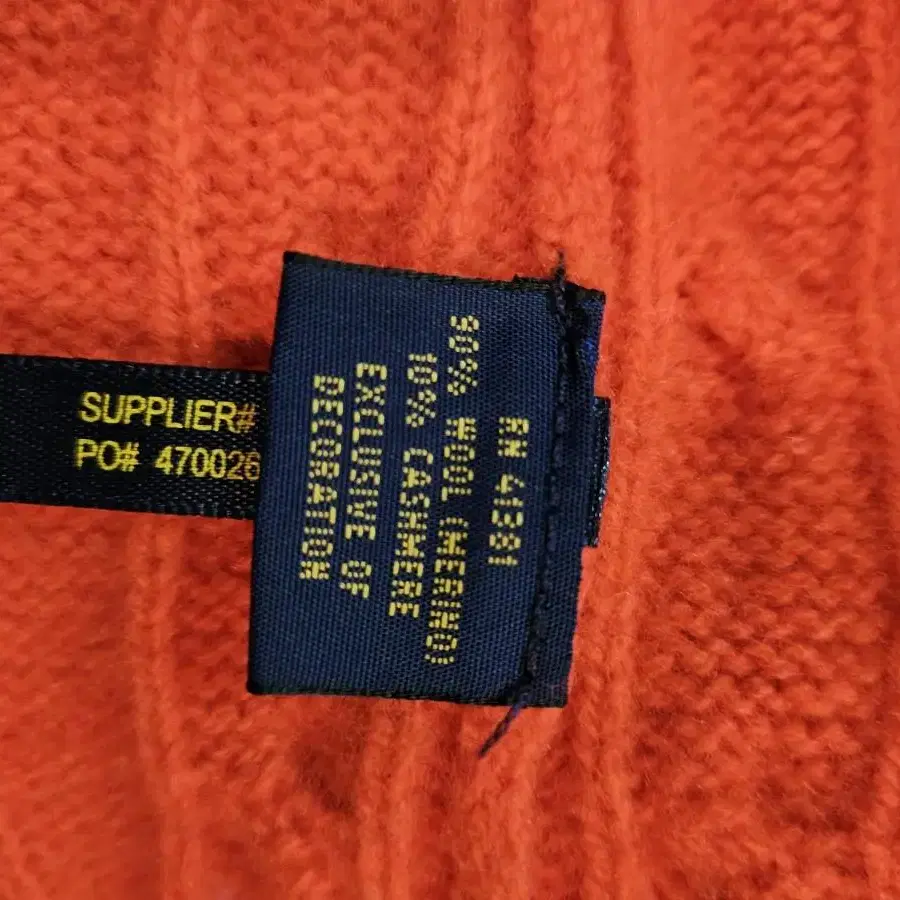 SUPPLIER#
PO# 470026
RN 41381
90% WOOL (MERINO)
10% CASHMERE
EXCLUSIVE OF
DECORATION